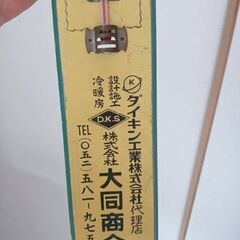 K
ダイキン工業株式会社代理店
設計施工
冷暖房
D.K.S
株式会社
大同商会
TEL(〇五二)五八一-九七五